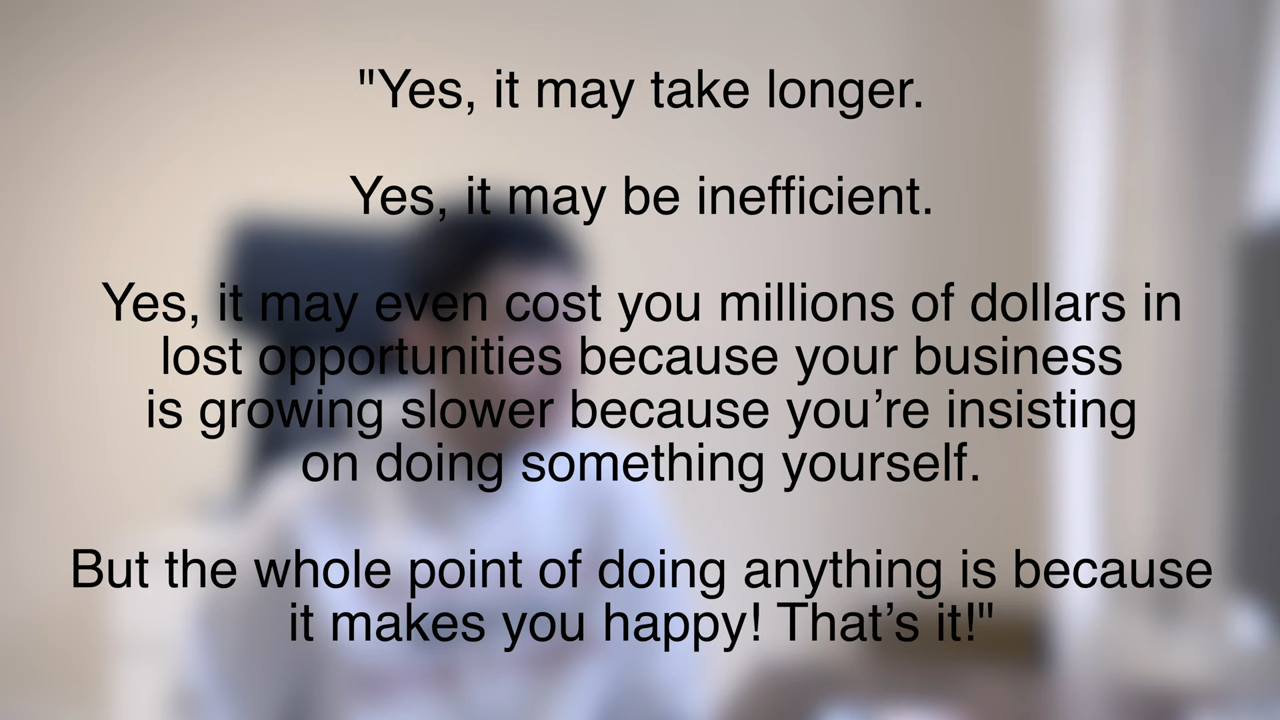 "Yes, it may take longer.
Yes, it may be inefficient.
Yes, it may even cost you millions of dollars in
lost opportunities because your business
is growing slower because you’re insisting
on doing something yourself.
But the whole point of doing anything is because
it makes you happy! That’s it!"